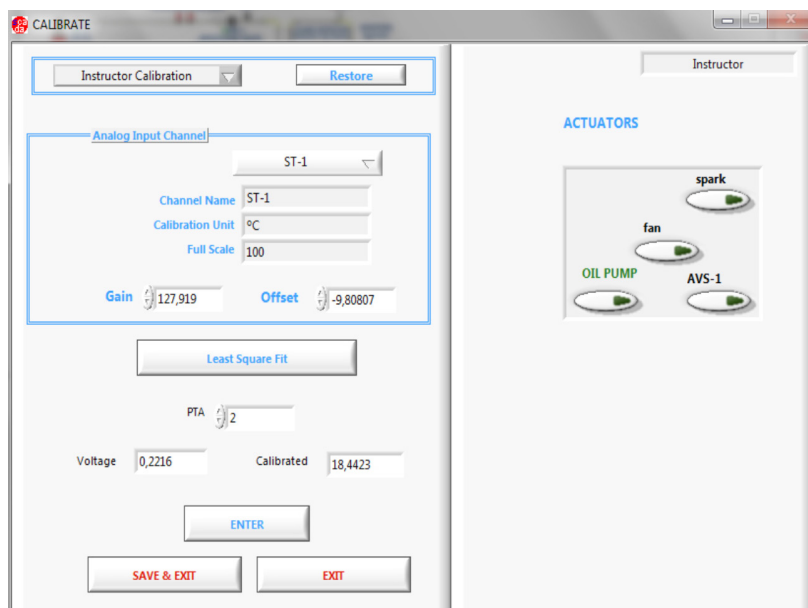 CALIBRATE
Instructor Calibration
Restore
Analog Input Channel
ST-1
Channel Name ST-1
Calibration Unit ºC
Full Scale 100
Gain 127,919 Offset -9,80807
Least Square Fit
PTA 2
Voltage 0,2216 Calibrated 18,4423
ENTER
SAVE & EXIT EXIT
Instructor
ACTUATORS
spark
fan
OIL PUMP AVS-1